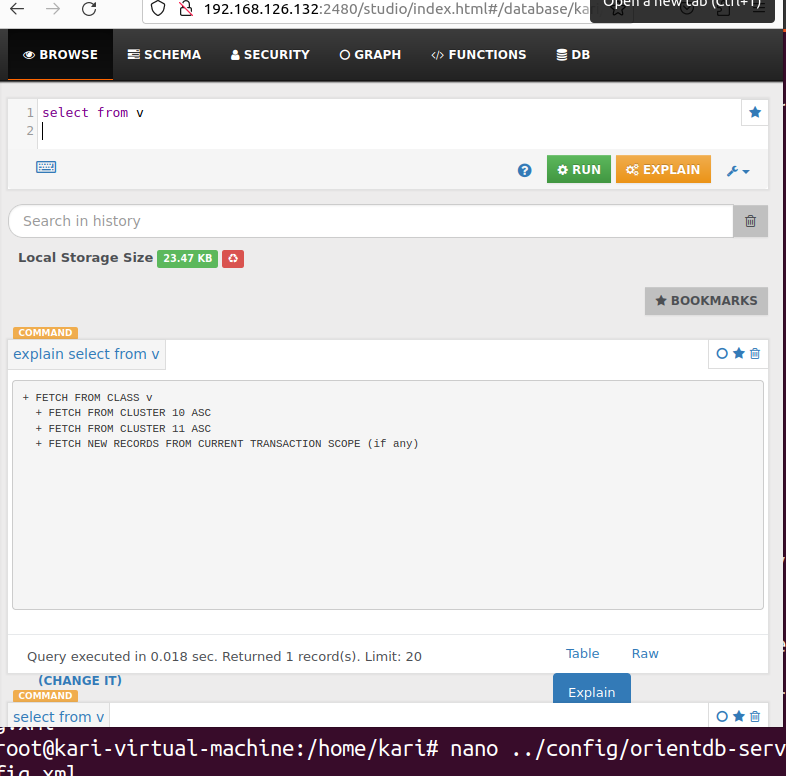 Open a new tab (Ctrl+T)
192.168.126.132:2480/studio/index.html#/database/ka
BROWSE SCHEMA SECURITY GRAPH FUNCTIONS DB
1 select from v
2
RUN EXPLAIN
Search in history
Local Storage Size 23.47 KB
BOOKMARKS
COMMAND
explain select from v
+ FETCH FROM CLASS v
+ FETCH FROM CLUSTER 10 ASC
+ FETCH FROM CLUSTER 11 ASC
+ FETCH NEW RECORDS FROM CURRENT TRANSACTION SCOPE (if any)
Query executed in 0.018 sec. Returned 1 record(s). Limit: 20 Table Raw
(CHANGE IT)
Explain
COMMAND
select from v
root@kari-virtual-machine:/home/kari# nano ../config/orientdb-serv
fig.xml